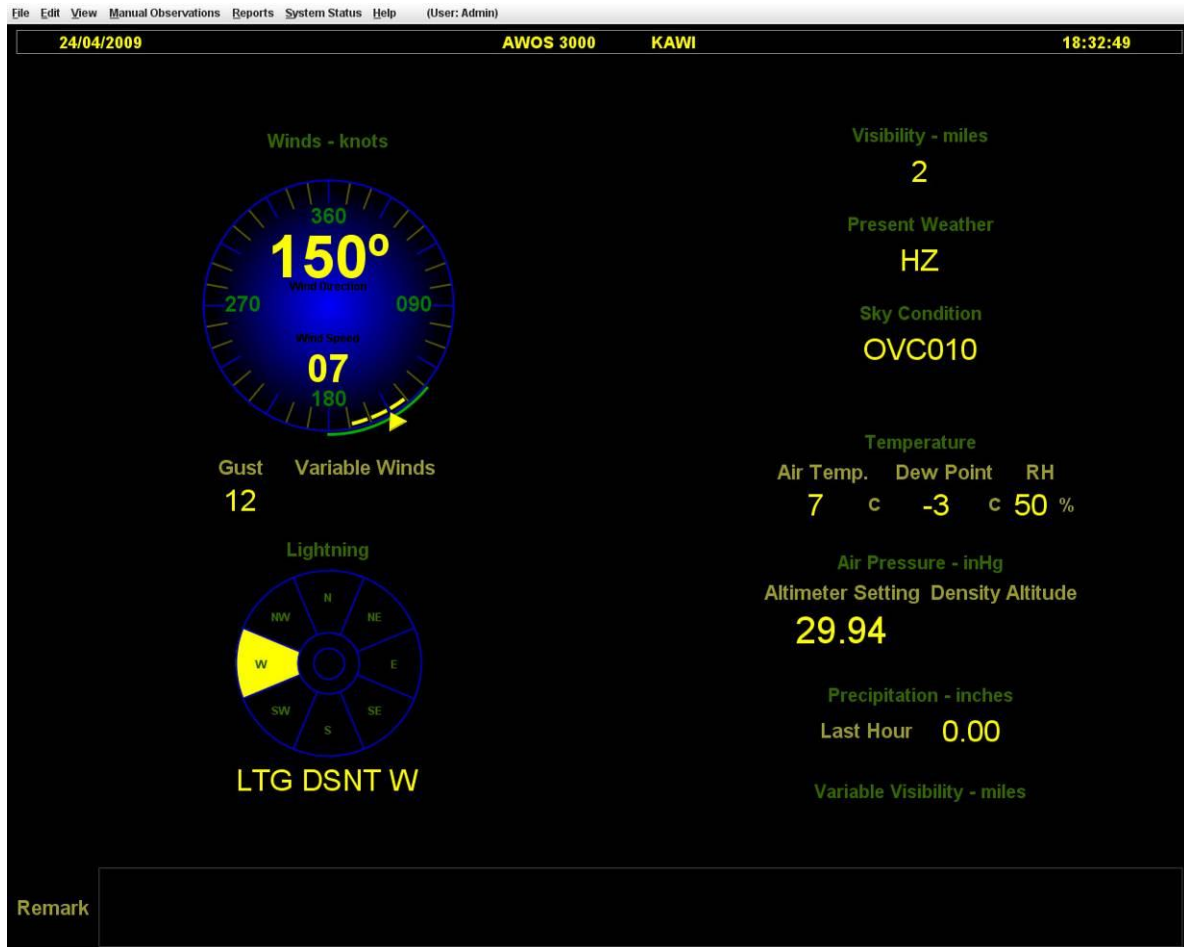 File Edit View Manual Observations Reports System Status Help (User: Admin)
24/04/2009 AWOS 3000 KAWI 18:32:49
Winds - knots
360
150º
Wind Direction
270 090
Wind Speed
07
180
Gust Variable Winds
12
Lightning
N
NW NE
W E
SW SE
S
LTG DSNT W
Visibility - miles
2
Present Weather
HZ
Sky Condition
OVC010
Temperature
Air Temp. Dew Point RH
7 C -3 C 50 %
Air Pressure - inHg
Altimeter Setting Density Altitude
29.94
Precipitation - inches
Last Hour 0.00
Variable Visibility - miles
Remark